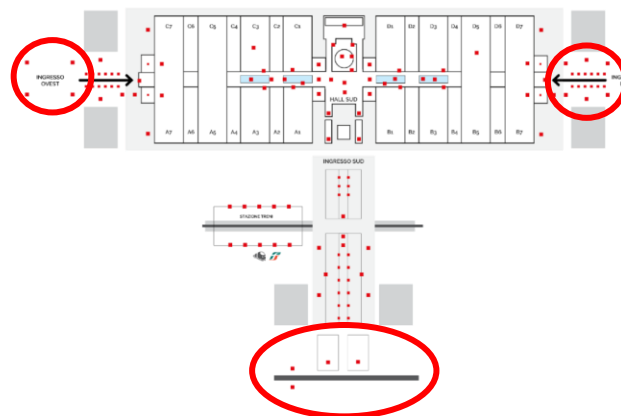 C7 C6 C5 C4 C3 C2 C1
D1 D2 D3 D4 D5 D6 D7
INGRESSO
OVEST
HALL SUD
A7 A6 A5 A4 A3 A2 A1
B1 B2 B3 B4 B5 B6 B7
INGRESSO SUD
STAZIONE TRENI